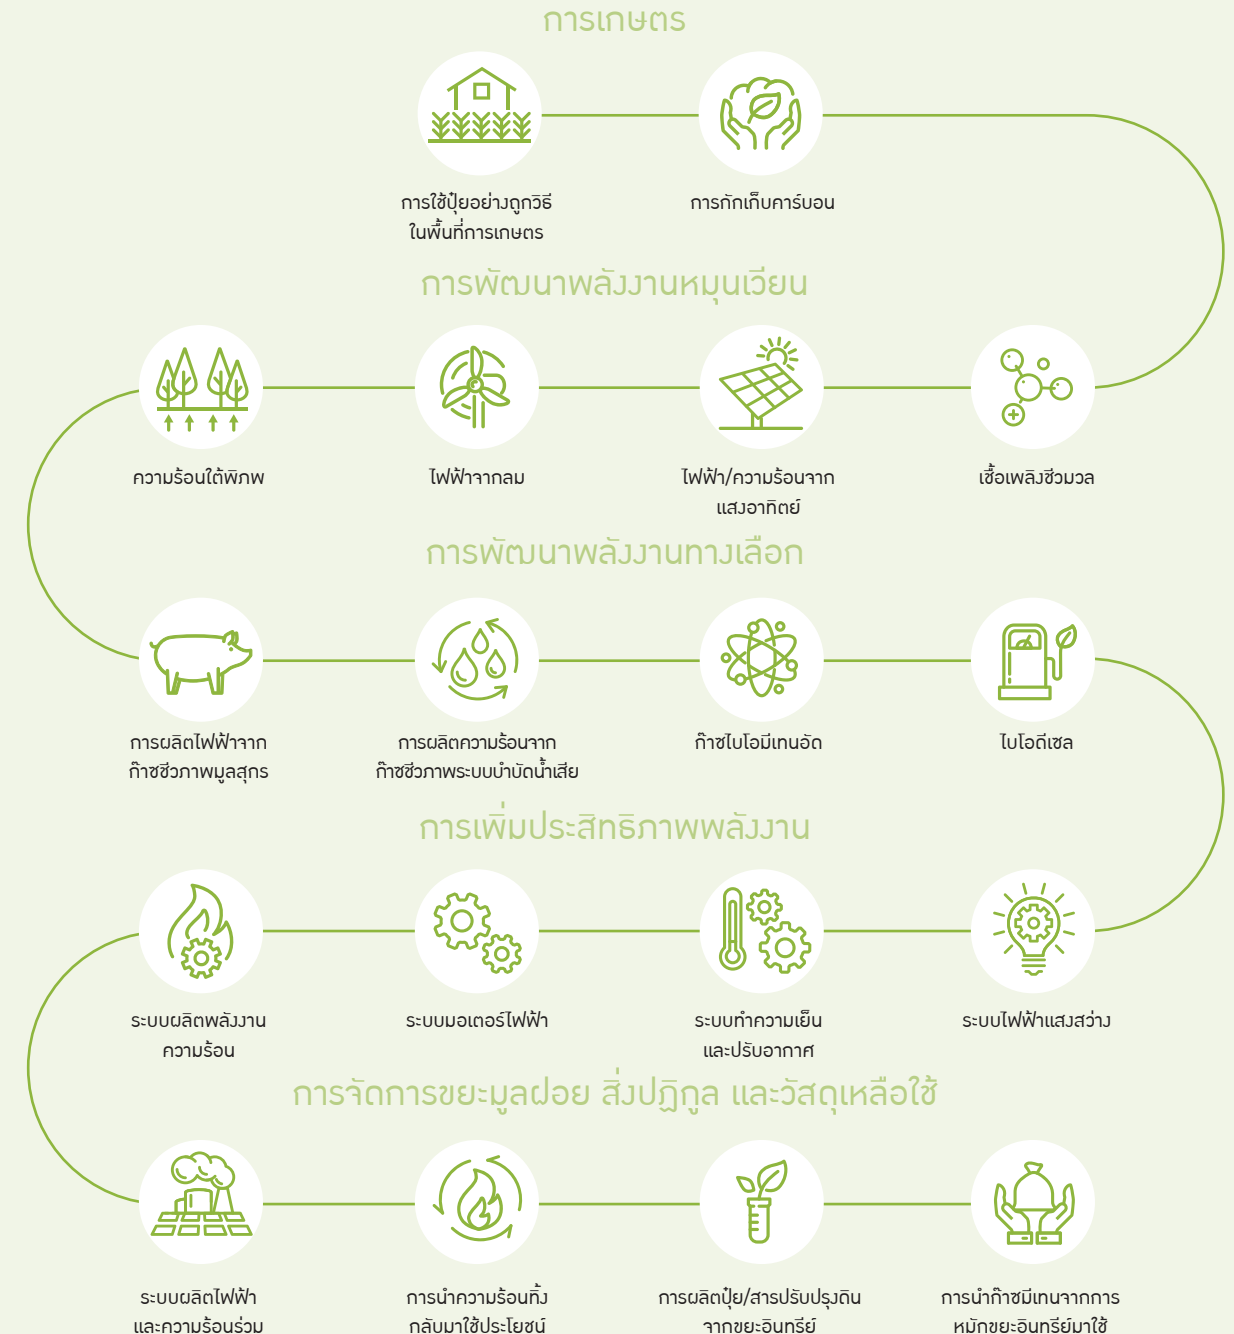 การเกษตร
การใช้ปุ๋ยอย่างถูกวิธี
ในพื้นที่การเกษตร
การกักเก็บคาร์บอน
การพัฒนาพลังงานหมุนเวียน
ความร้อนใต้พิภพ
ไฟฟ้าจากลม
ไฟฟ้า/ความร้อนจาก
แสงอาทิตย์
เชื้อเพลิงชีวมวล
การพัฒนาพลังงานทางเลือก
การผลิตไฟฟ้าจาก
ก๊าซชีวภาพมูลสุกร
การผลิตความร้อนจาก
ก๊าซชีวภาพระบบบำบัดน้ำเสีย
ก๊าซไบโอมีเทนอัด
ไบโอดีเซล
การเพิ่มประสิทธิภาพพลังงาน
ระบบผลิตพลังงาน
ความร้อน
ระบบมอเตอร์ไฟฟ้า
ระบบทำความเย็น
และปรับอากาศ
ระบบไฟฟ้าแสงสว่าง
การจัดการขยะมูลฝอย สิ่งปฏิกูล และวัสดุเหลือใช้
ระบบผลิตไฟฟ้า
และความร้อนร่วม
การนำความร้อนทิ้ง
กลับมาใช้ประโยชน์
การผลิตปุ๋ย/สารปรับปรุงดิน
จากขยะอินทรีย์
การนำก๊าซมีเทนจากการ
หมักขยะอินทรีย์มาใช้